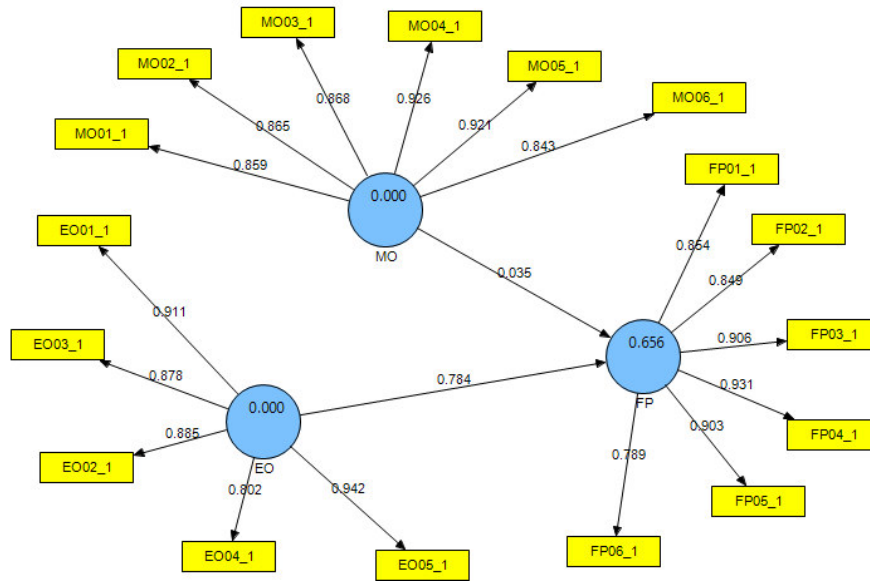 MO03_1
MO04_1
MO02_1
MO05_1
MO06_1
MO01_1
0.868
0.926
0.921
0.865
0.843
0.859
FP01_1
0.000
MO
EO01_1
FP02_1
0.854
0.849
0.035
0.911
EO03_1
FP03_1
0.906
0.656
FP
0.878
0.784
0.931
0.000
EO
FP04_1
0.903
0.885
0.789
EO02_1
0.802
0.942
FP05_1
EO04_1
EO05_1
FP06_1